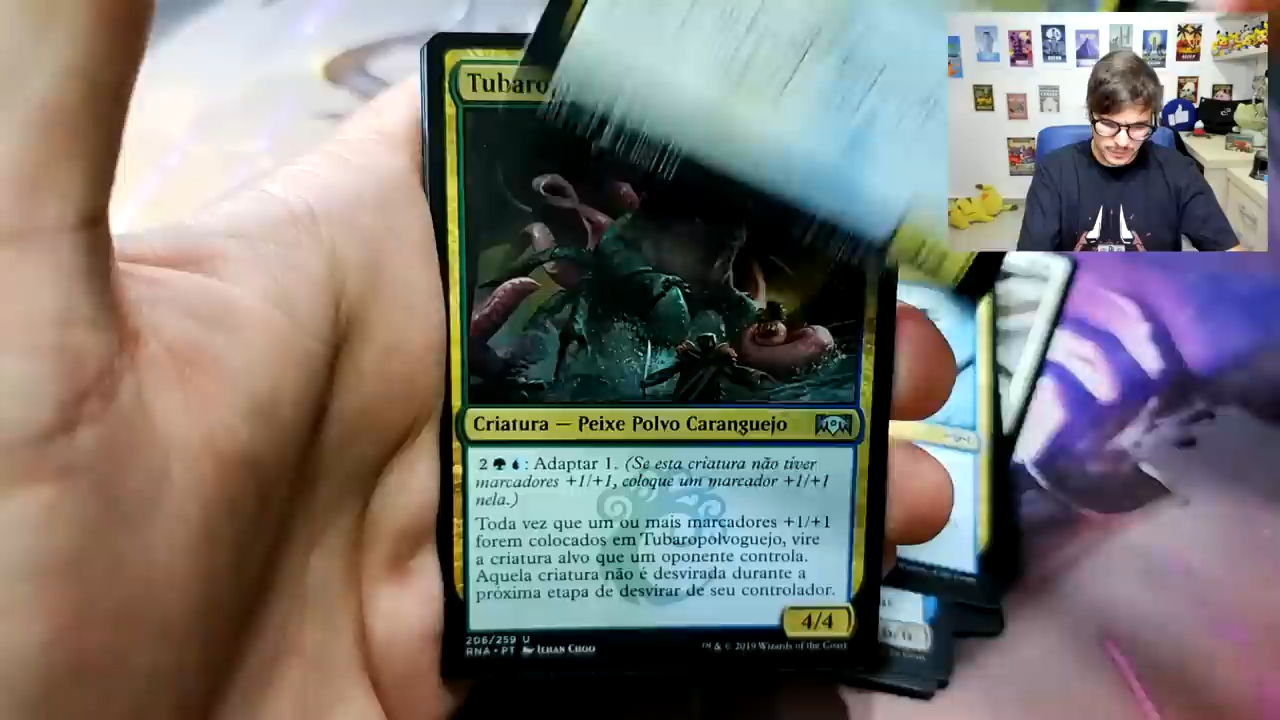 Tubaro
Criatura — Peixe Polvo Caranguejo
2 : Adaptar 1. (Se esta criatura não tiver
marcadores +1/+1, coloque um marcador +1/+1
nela.)
Toda vez que um ou mais marcadores +1/+1
forem colocados em Tubaropolvoguejo, vire
a criatura alvo que um oponente controla.
Aquela criatura não é desvirada durante a
próxima etapa de desvirar de seu controlador.
4/4
206/259 U
RNA • PT Ilhan Choo
™ & © 2019 Wizards of the Coast